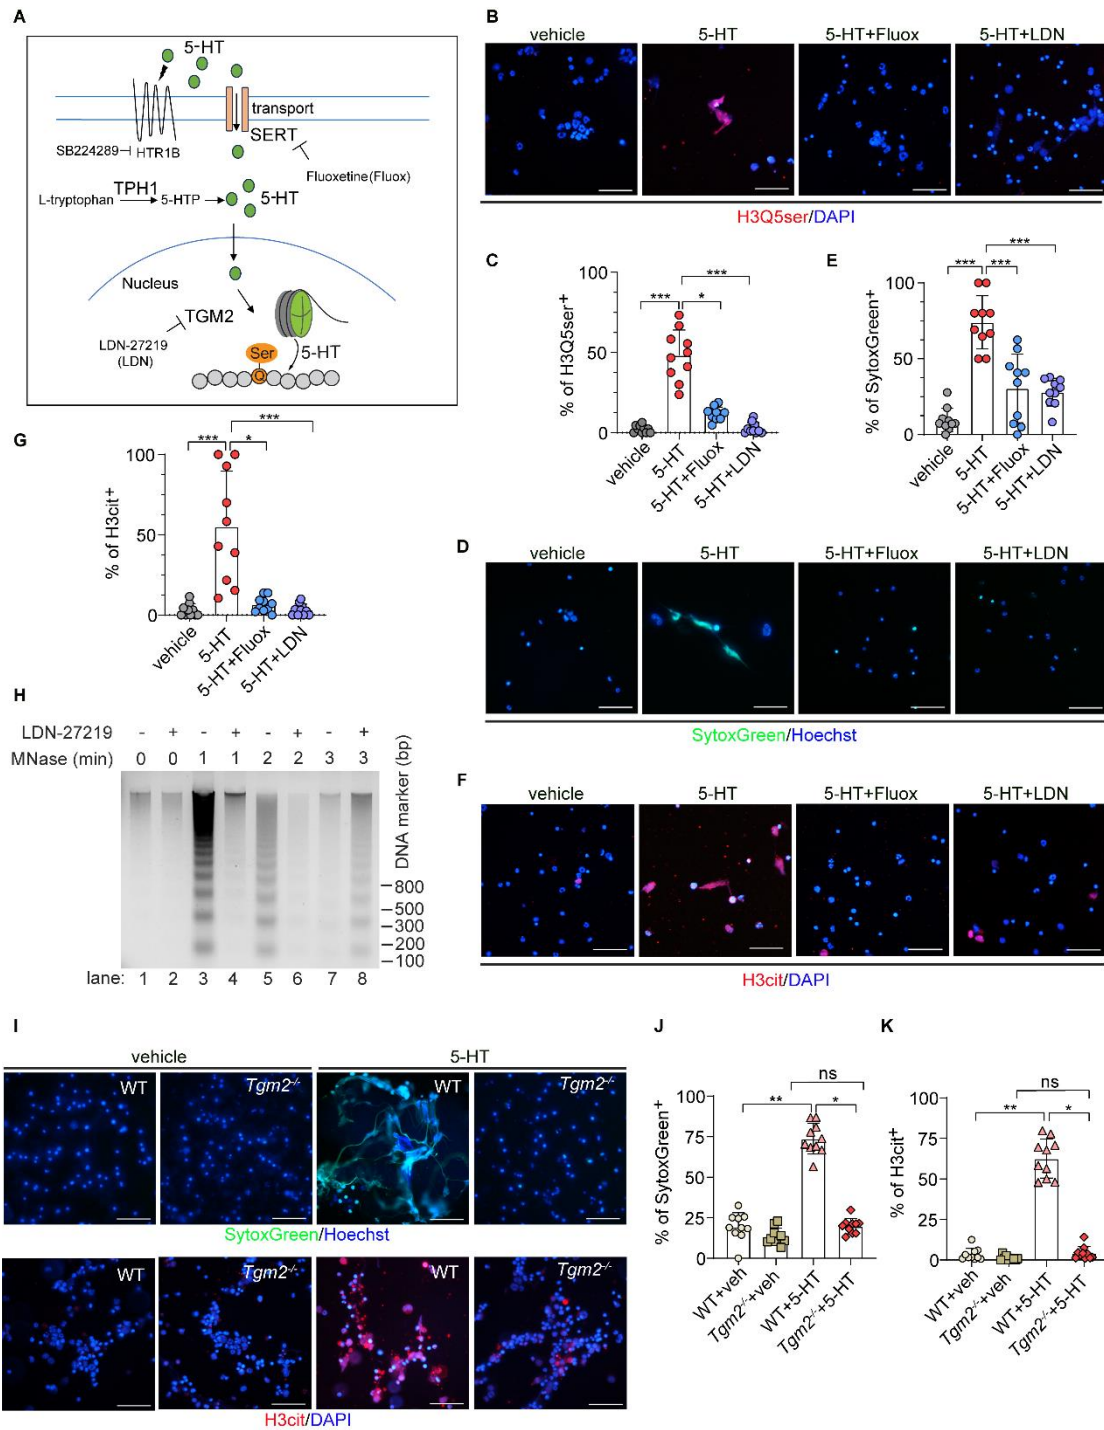 A
5-HT
transport
SERT
SB224289
HTR1B
Fluoxetine(Fluox)
TPH1
L-tryptophan
5-HTP
5-HT
Nucleus
TGM2
LDN-27219
(LDN)
5-HT
Ser
Q
B
vehicle
5-HT
5-HT+Fluox
5-HT+LDN
H3Q5ser/DAPI
C
% of H3Q5ser+
100
50
0
***
*
***
vehicle
5-HT
5-HT+Fluox
5-HT+LDN
E
% of SytoxGreen+
100
50
0
***
***
***
vehicle
5-HT
5-HT+Fluox
5-HT+LDN
G
% of H3cit+
100
50
0
***
*
***
vehicle
5-HT
5-HT+Fluox
5-HT+LDN
D
vehicle
5-HT
5-HT+Fluox
5-HT+LDN
SytoxGreen/Hoechst
H
LDN-27219 - + - + - + - +
MNase (min) 0 0 1 1 2 2 3 3
DNA marker (bp)
800
500
300
200
100
lane: 1 2 3 4 5 6 7 8
F
vehicle
5-HT
5-HT+Fluox
5-HT+LDN
H3cit/DAPI
I
vehicle
5-HT
WT
Tgm2-/-
WT
Tgm2-/-
SytoxGreen/Hoechst
WT
Tgm2-/-
WT
Tgm2-/-
H3cit/DAPI
J
% of SytoxGreen+
100
75
50
25
0
ns
**
*
WT+veh
Tgm2-/-+veh
WT+5-HT
Tgm2-/-+5-HT
K
% of H3cit+
100
75
50
25
0
ns
**
*
WT+veh
Tgm2-/-+veh
WT+5-HT
Tgm2-/-+5-HT